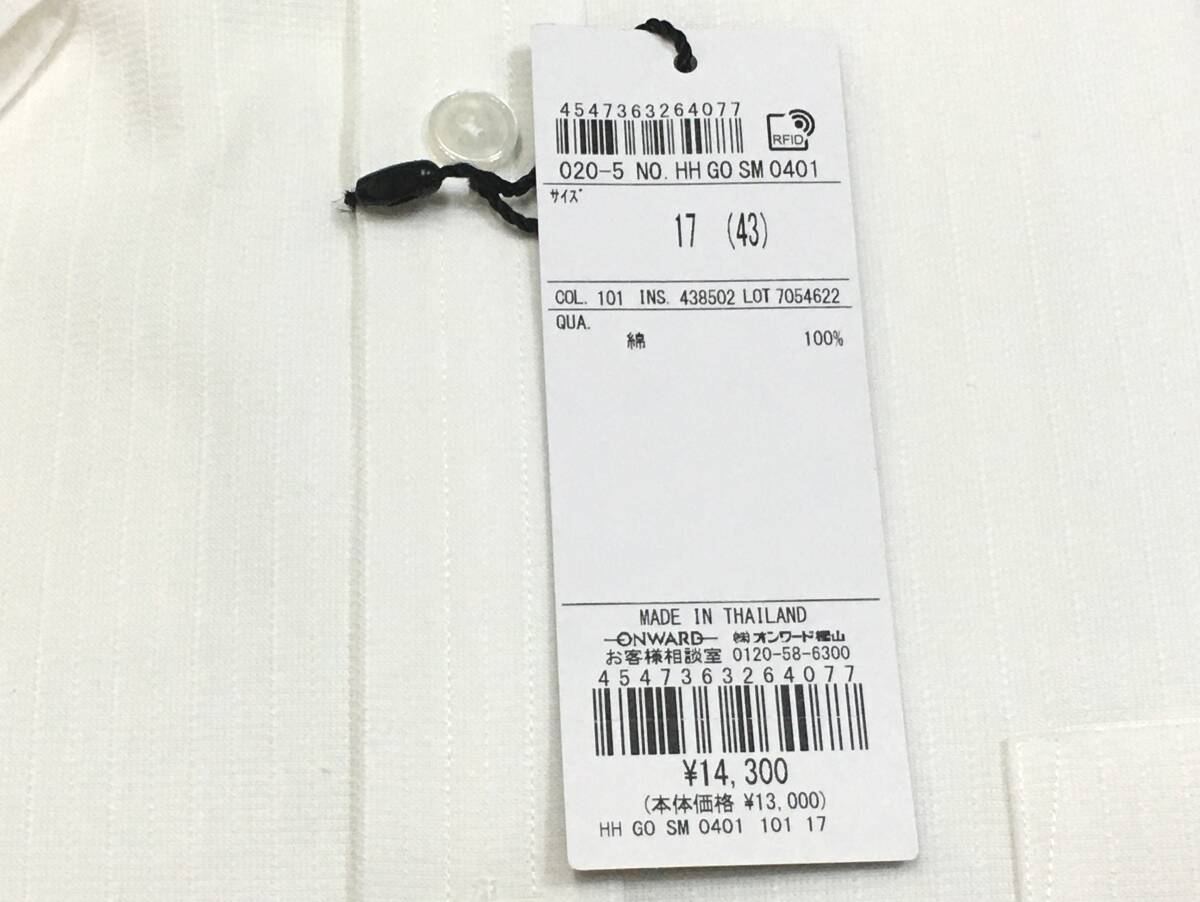 4547363264077
RFID
020-5 NO. HH GO SM 0401
ｻｲｽﾞ
17 (43)
COL. 101 INS. 438502 LOT 7054622
QUA.
綿 100%
MADE IN THAILAND
ONWARD ㈱オンワード樫山
お客様相談室 0120-58-6300
4547363264077
¥14,300
(本体価格 ¥13,000)
HH GO SM 0401 101 17